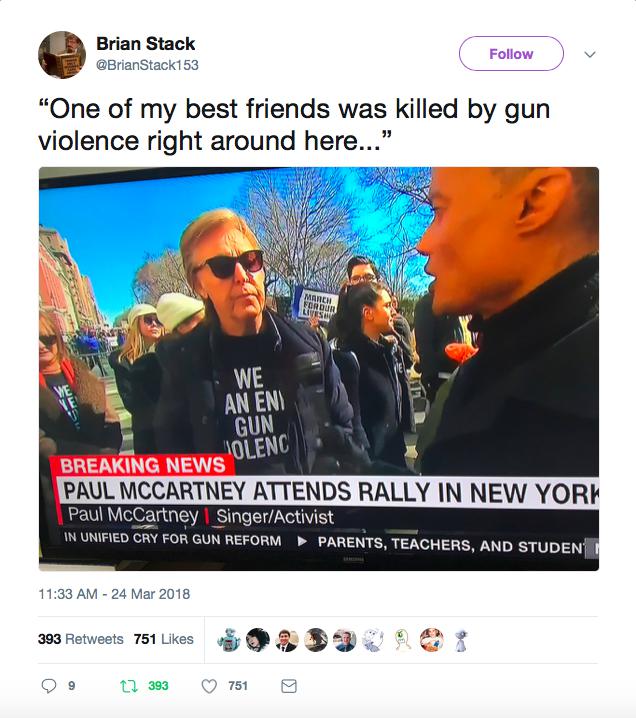 Brian Stack
@BrianStack153
Follow
“One of my best friends was killed by gun
violence right around here...”
MARCH
FOR OUR
LIVES
WE
AN EN
GUN
IOLENC
BREAKING NEWS
PAUL MCCARTNEY ATTENDS RALLY IN NEW YORK
Paul McCartney | Singer/Activist
IN UNIFIED CRY FOR GUN REFORM ▶ PARENTS, TEACHERS, AND STUDEN
SAMSUNG
11:33 AM - 24 Mar 2018
393 Retweets 751 Likes
9 393 751